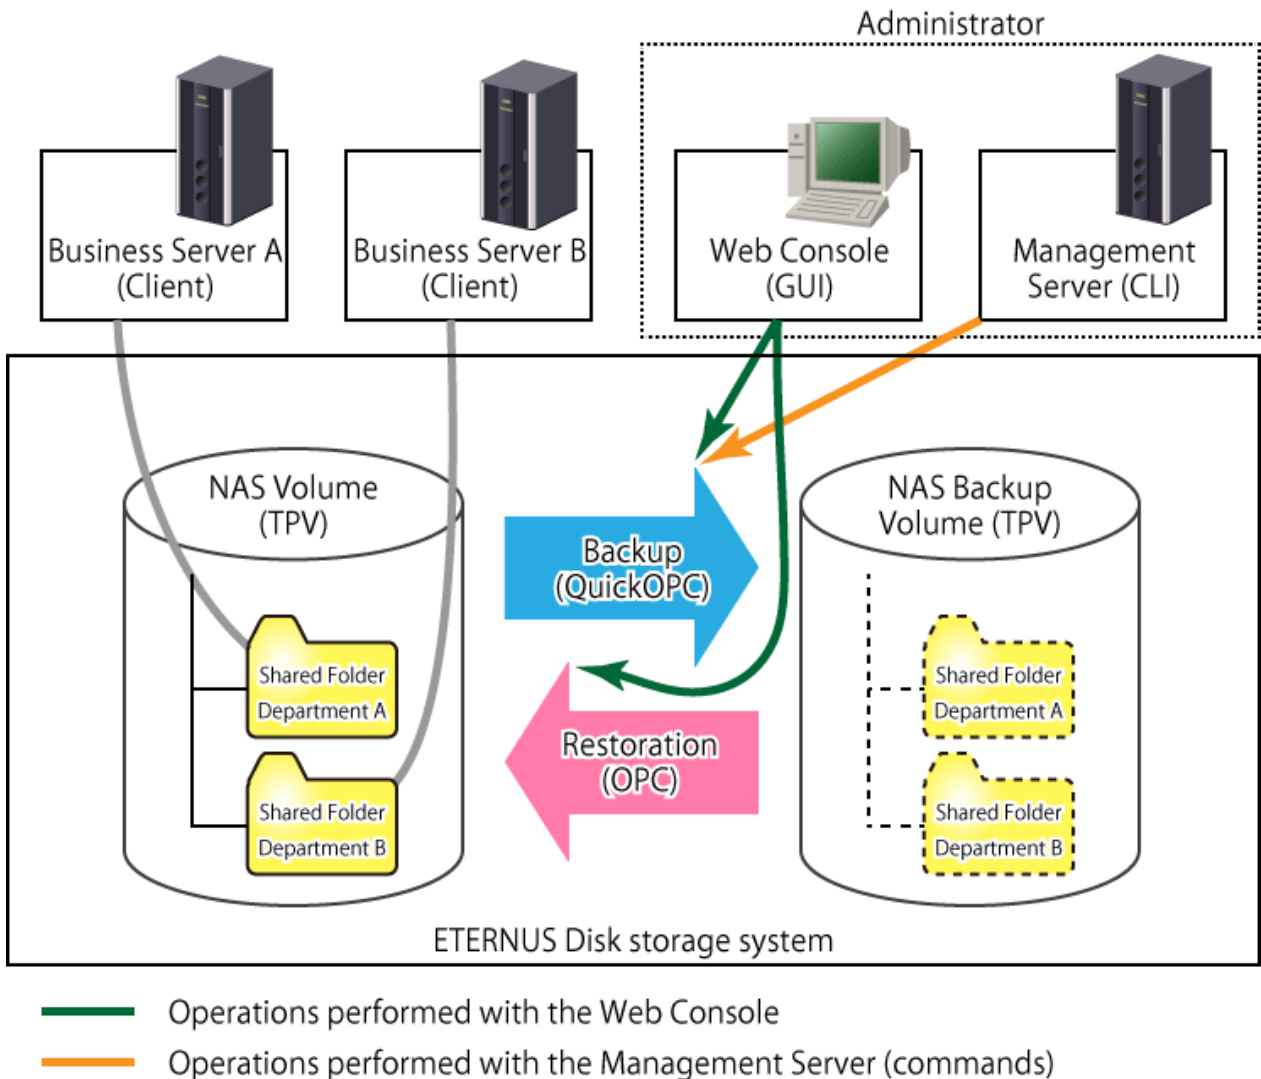 Administrator
Business Server A
(Client)
Business Server B
(Client)
Web Console
(GUI)
Management
Server (CLI)
NAS Volume
(TPV)
NAS Backup
Volume (TPV)
Backup
(QuickOPC)
Shared Folder
Department A
Shared Folder
Department A
Restoration
(OPC)
Shared Folder
Department B
Shared Folder
Department B
ETERNUS Disk storage system
Operations performed with the Web Console
Operations performed with the Management Server (commands)